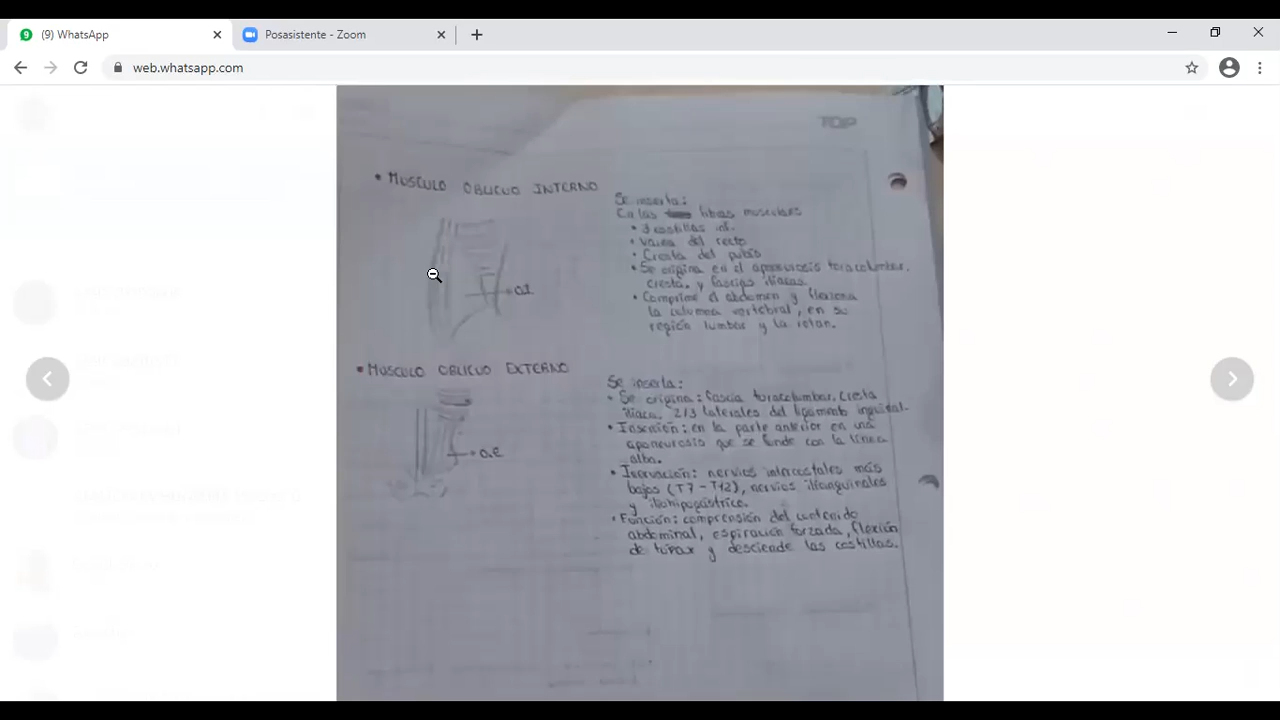 (9) WhatsApp
Posasistente - Zoom
web.whatsapp.com
TOP
• MUSCULO OBLICUO INTERNO
Se inserta:
En las fibras musculares
• 3 costillas inf.
• Vaina del recto
• Cresta del pubis
• Se origina en el aponeurosis toracolumbar,
cresta, y fascias iliacas.
• Comprime el abdomen y flexiona
la columna vertebral, en su
región lumbar y la rotan.
• MUSCULO OBLICUO EXTERNO
Se inserta:
• Se origina: fascia toracolumbar, cresta
iliaca, 2/3 laterales del ligamento inguinal.
• Inserción: en la parte anterior en una
aponeurosis que se funde con la linea
alba.
• Inervación: nervios intercostales más
bajos (T7-T12), nervios
y
• Función: comprensión del contenido
abdominal, espiración forzada, flexión
de tórax y desciende las costillas.
o.e